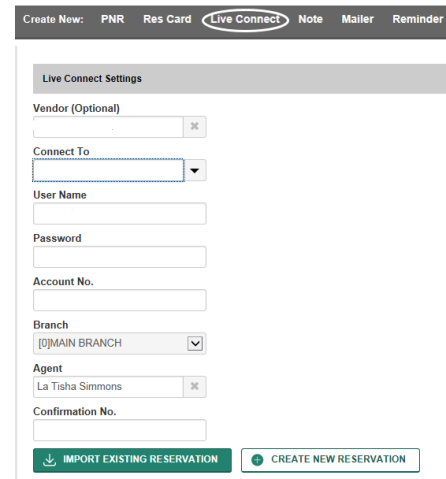 Create New: PNR Res Card Live Connect Note Mailer Reminder
Live Connect Settings
Vendor (Optional)
Connect To
User Name
Password
Account No.
Branch
[0]MAIN BRANCH
Agent
La Tisha Simmons
Confirmation No.
IMPORT EXISTING RESERVATION CREATE NEW RESERVATION